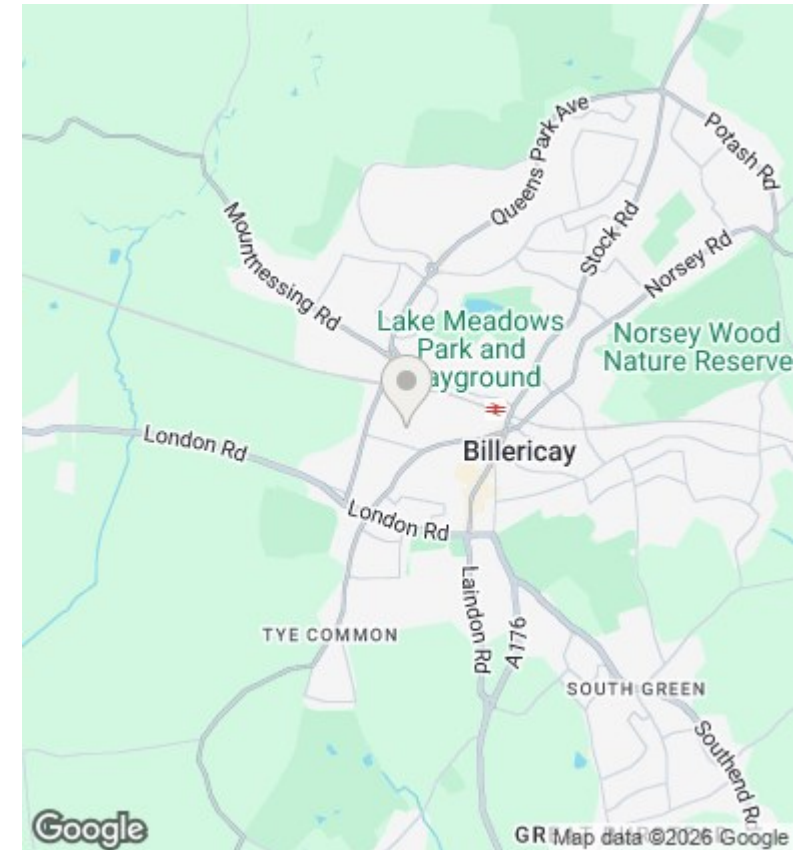 Queens Park Ave
Potash Rd
Stock Rd
Norsey Rd
Mountnessing Rd
Lake Meadows
Park and
ayground
Norsey Wood
Nature Reserve
London Rd
Billericay
London Rd
Laindon Rd
A176
TYE COMMON
SOUTH GREEN
Southend Rd
Google
Map data ©2026 Google